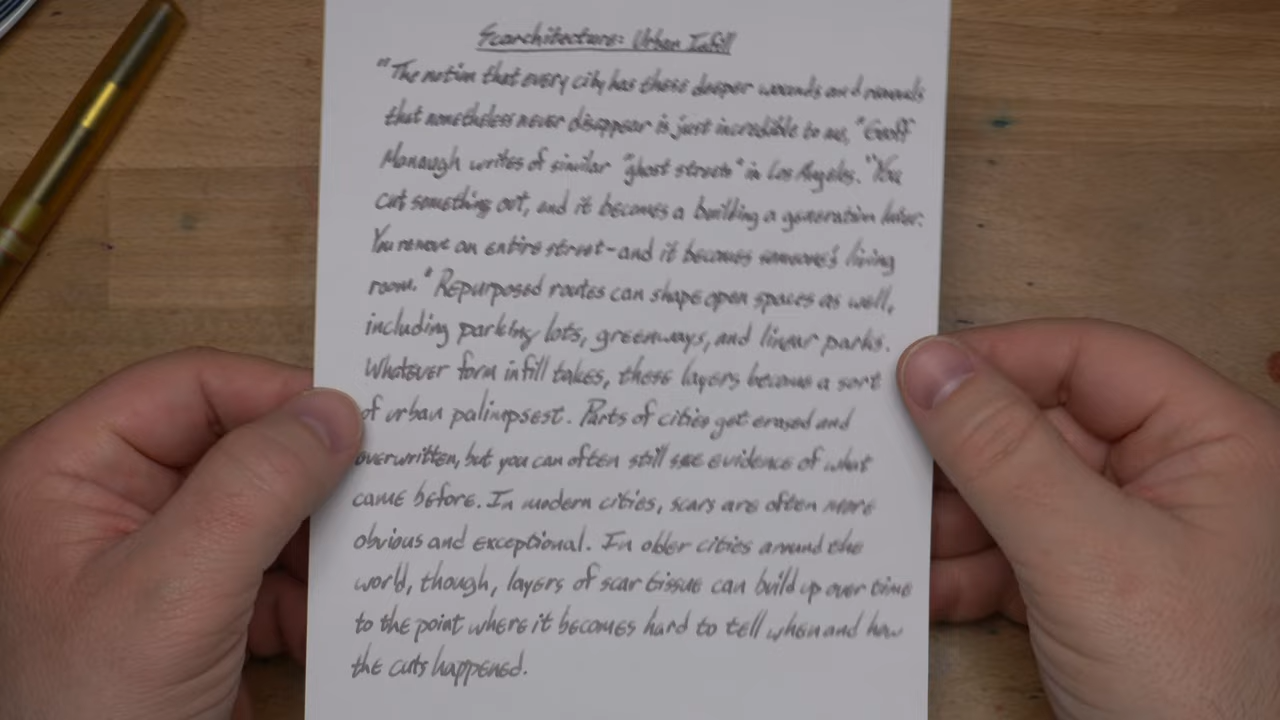 Scarchitecture: Urban Infill
"The notion that every city has these deeper wounds and removals
that nonetheless never disappear is just incredible to me," Geoff
Manaugh writes of similar "ghost streets" in Los Angeles. "You
cut something out, and it becomes a building a generation later.
You remove an entire street-and it becomes someone's living
room." Repurposed routes can shape open spaces as well,
including parking lots, greenways, and linear parks.
Whatever form infill takes, these layers become a sort
of urban palimpsest. Parts of cities get erased and
overwritten, but you can often still see evidence of what
came before. In modern cities, scars are often more
obvious and exceptional. In older cities around the
world, though, layers of scar tissue can build up over time
to the point where it becomes hard to tell when and how
the cuts happened.